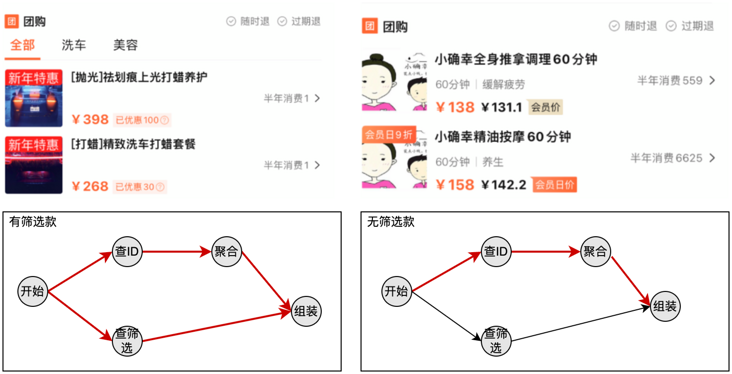 团 团购 随时退 过期退
全部 洗车 美容
新年特惠
[抛光]祛划痕上光打蜡养护
半年消费1
¥398 已优惠100
新年特惠
[打蜡]精致洗车打蜡套餐
半年消费1
¥268 已优惠30
团 团购 随时退 过期退
小确幸
小确幸全身推拿调理60分钟
60分钟 缓解疲劳
半年消费559
¥138 ¥131.1 会员价
会员日9折
小确幸精油按摩60分钟
60分钟 养生
半年消费6625
¥158 ¥142.2 会员日价
有筛选款
开始
查ID
聚合
查筛
选
组装
无筛选款
开始
查ID
聚合
查筛
选
组装